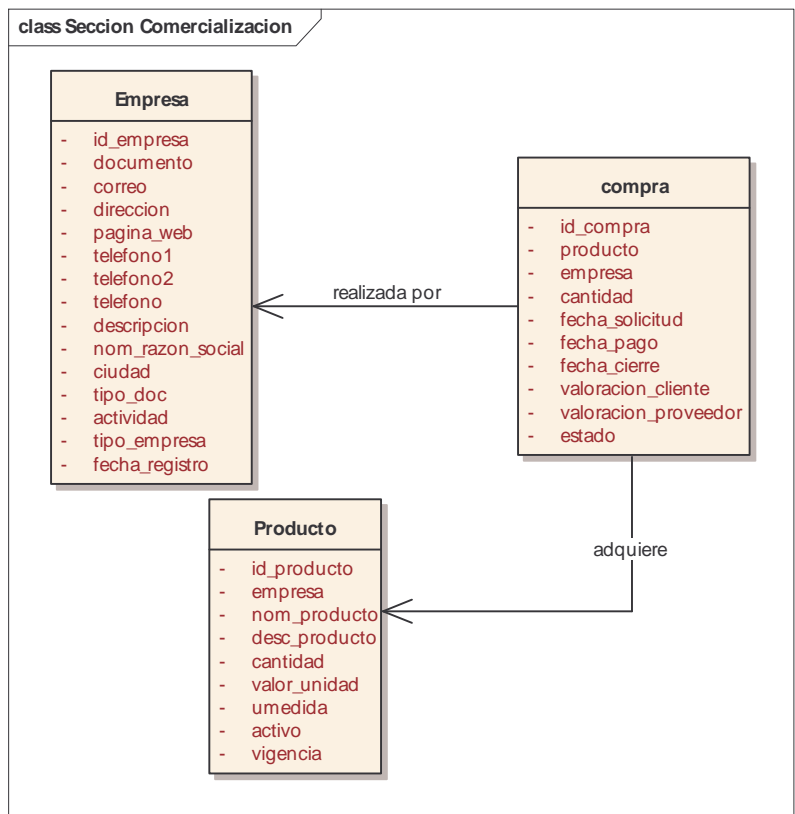 class Seccion Comercializacion
Empresa
- id_empresa
- documento
- correo
- direccion
- pagina_web
- telefono1
- telefono2
- telefono
- descripcion
- nom_razon_social
- ciudad
- tipo_doc
- actividad
- tipo_empresa
- fecha_registro
realizada por
compra
- id_compra
- producto
- empresa
- cantidad
- fecha_solicitud
- fecha_pago
- fecha_cierre
- valoracion_cliente
- valoracion_proveedor
- estado
adquiere
Producto
- id_producto
- empresa
- nom_producto
- desc_producto
- cantidad
- valor_unidad
- umedida
- activo
- vigencia